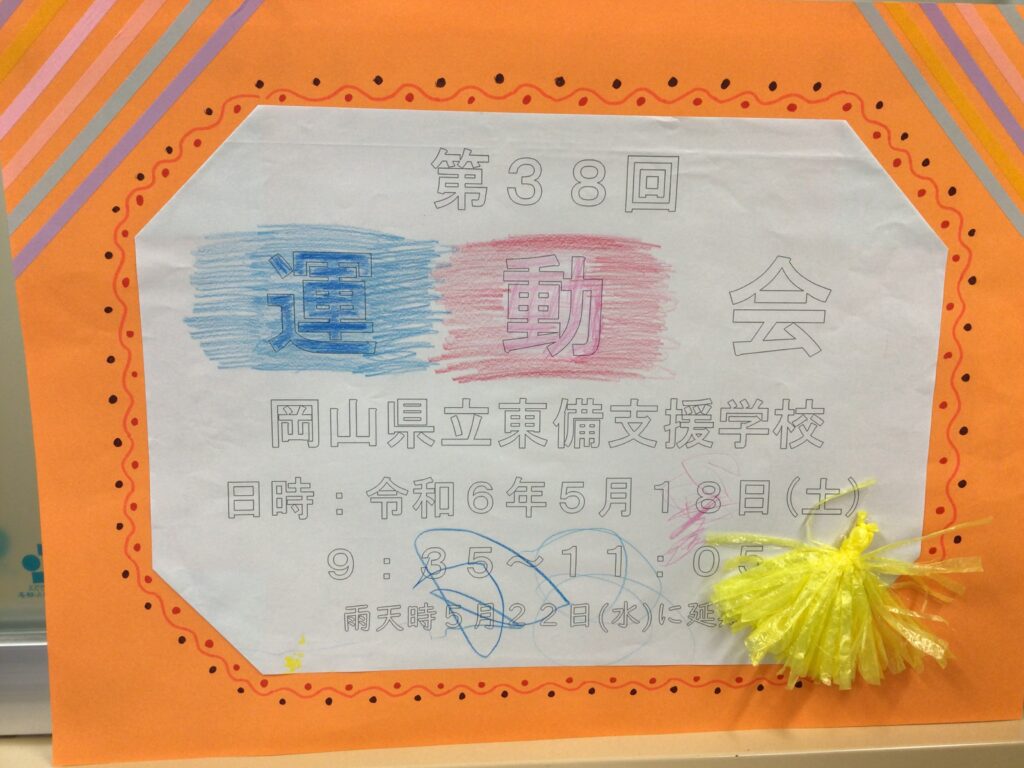 第３８回
運動会
岡山県立東備支援学校
日時：令和６年５月１８日(土)
９：３５～１１：０５
雨天時５月２２日(水)に延